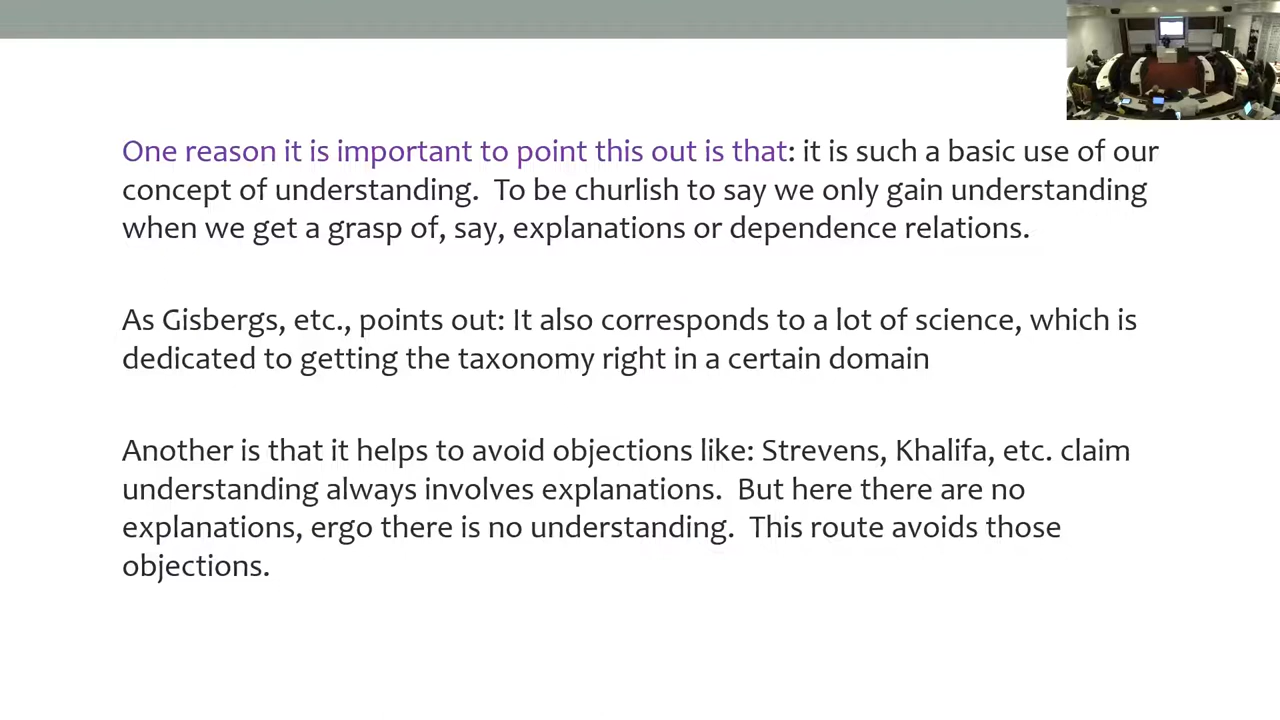 One reason it is important to point this out is that: it is such a basic use of our
concept of understanding.  To be churlish to say we only gain understanding
when we get a grasp of, say, explanations or dependence relations.
As Gisbergs, etc., points out: It also corresponds to a lot of science, which is
dedicated to getting the taxonomy right in a certain domain
Another is that it helps to avoid objections like: Strevens, Khalifa, etc. claim
understanding always involves explanations.  But here there are no
explanations, ergo there is no understanding.  This route avoids those
objections.